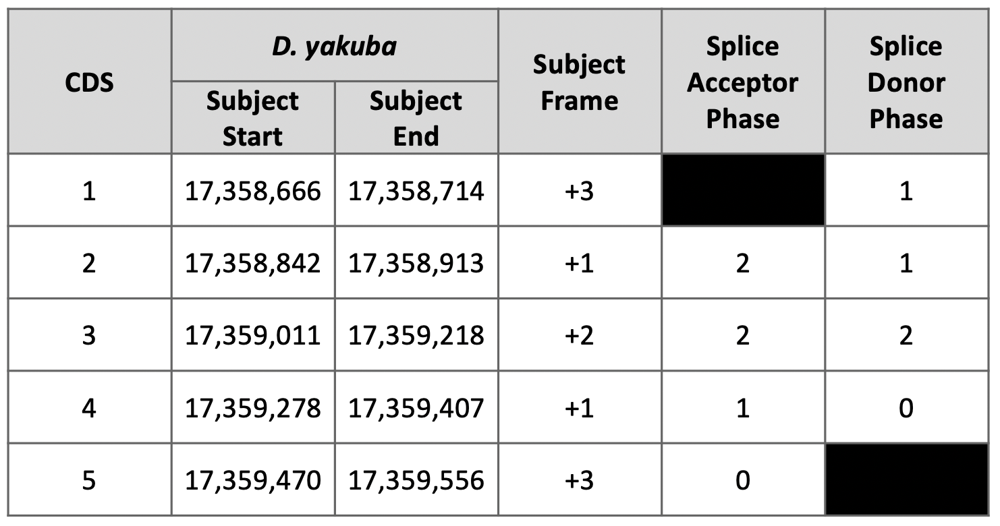 CDS
D. yakuba
Subject Start
Subject End
Subject Frame
Splice Acceptor Phase
Splice Donor Phase
1 17,358,666 17,358,714 +3 1
2 17,358,842 17,358,913 +1 2 1
3 17,359,011 17,359,218 +2 2 2
4 17,359,278 17,359,407 +1 1 0
5 17,359,470 17,359,556 +3 0